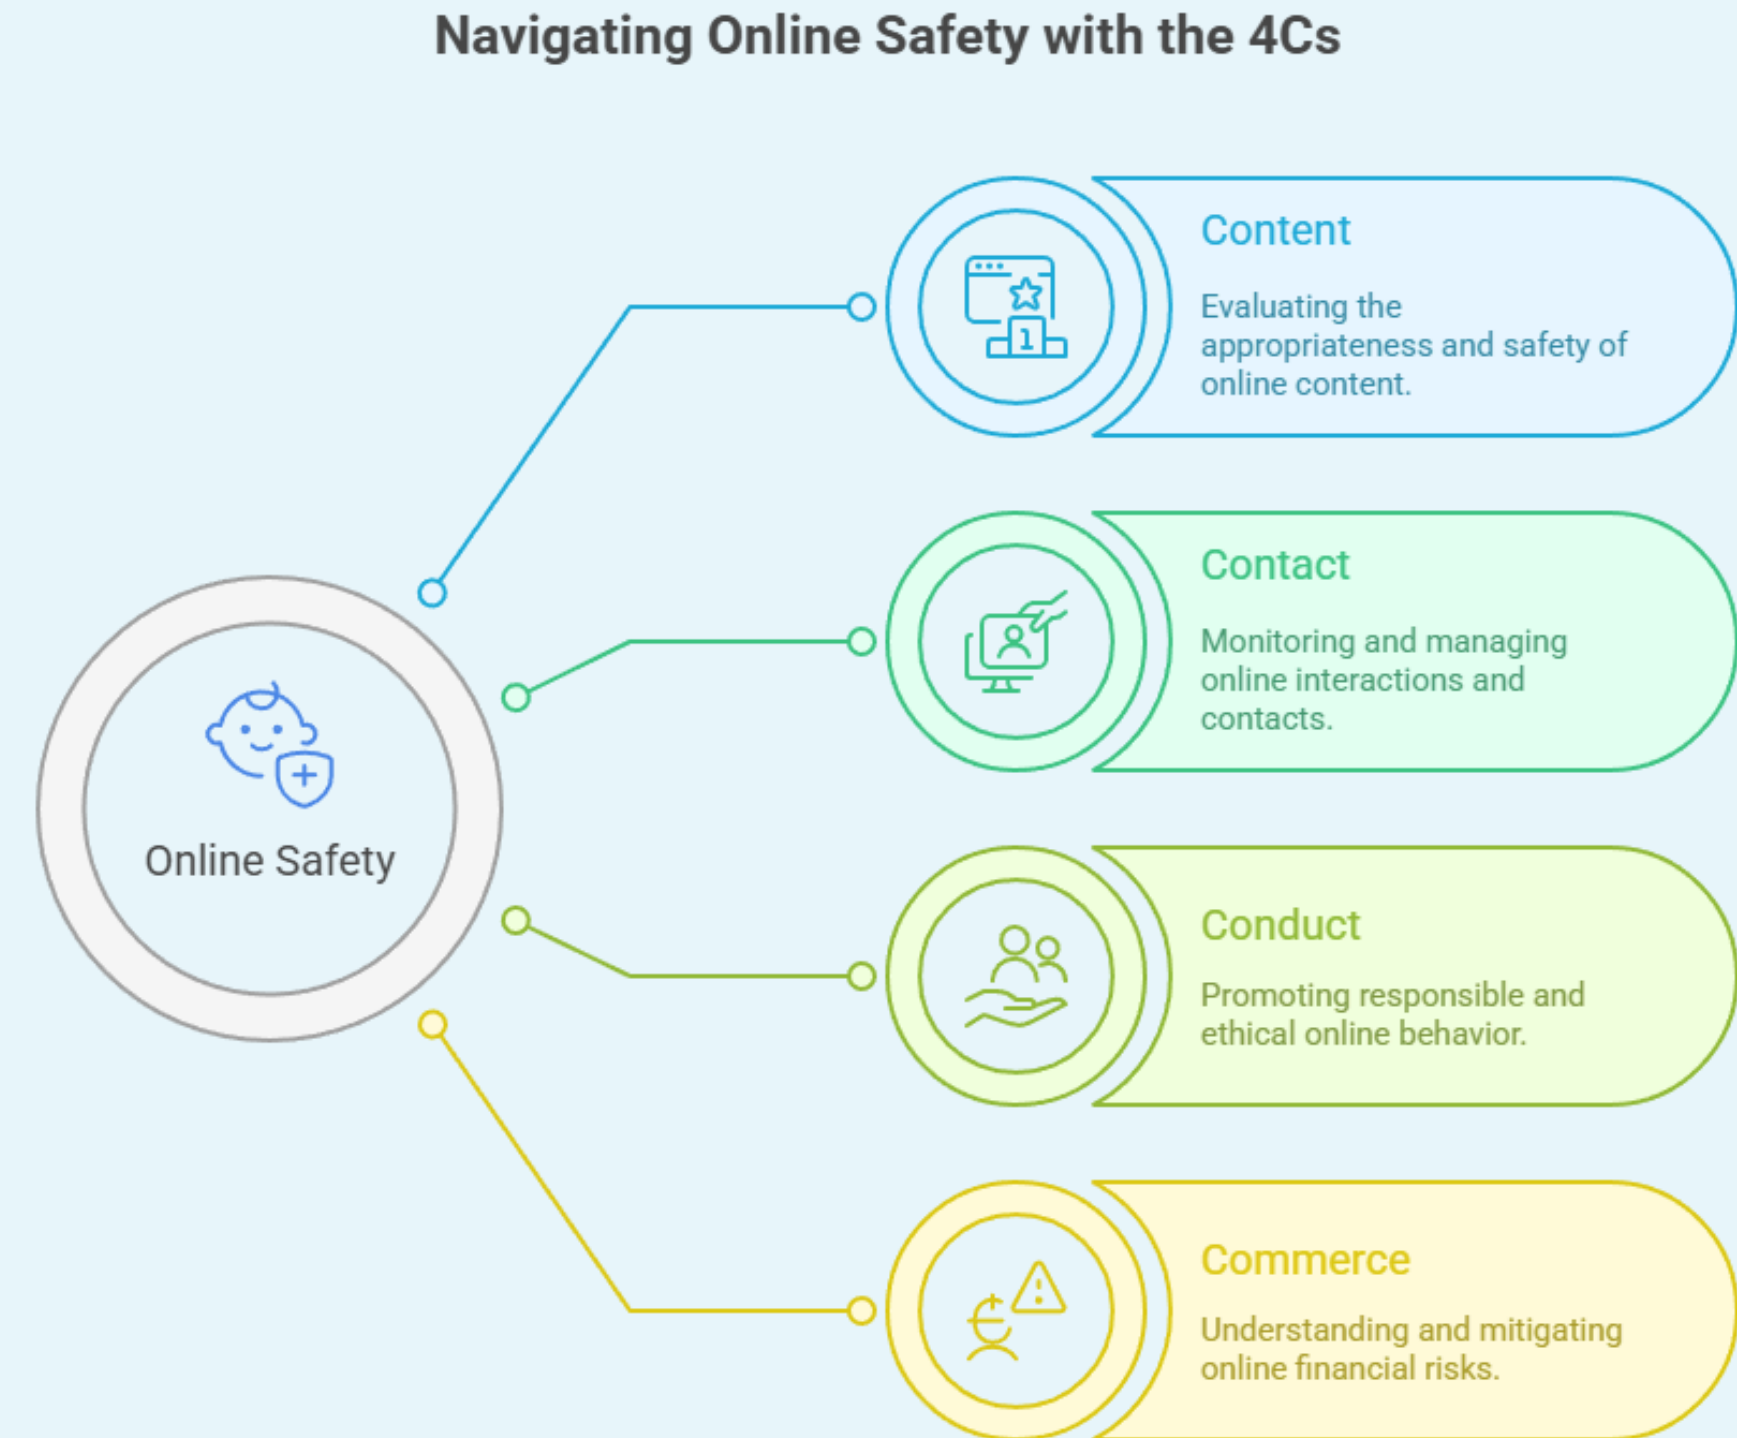 Navigating Online Safety with the 4Cs
Online Safety
Content
Evaluating the
appropriateness and safety of
online content.
1
Contact
Monitoring and managing
online interactions and
contacts.
Conduct
Promoting responsible and
ethical online behavior.
Commerce
Understanding and mitigating
online financial risks.